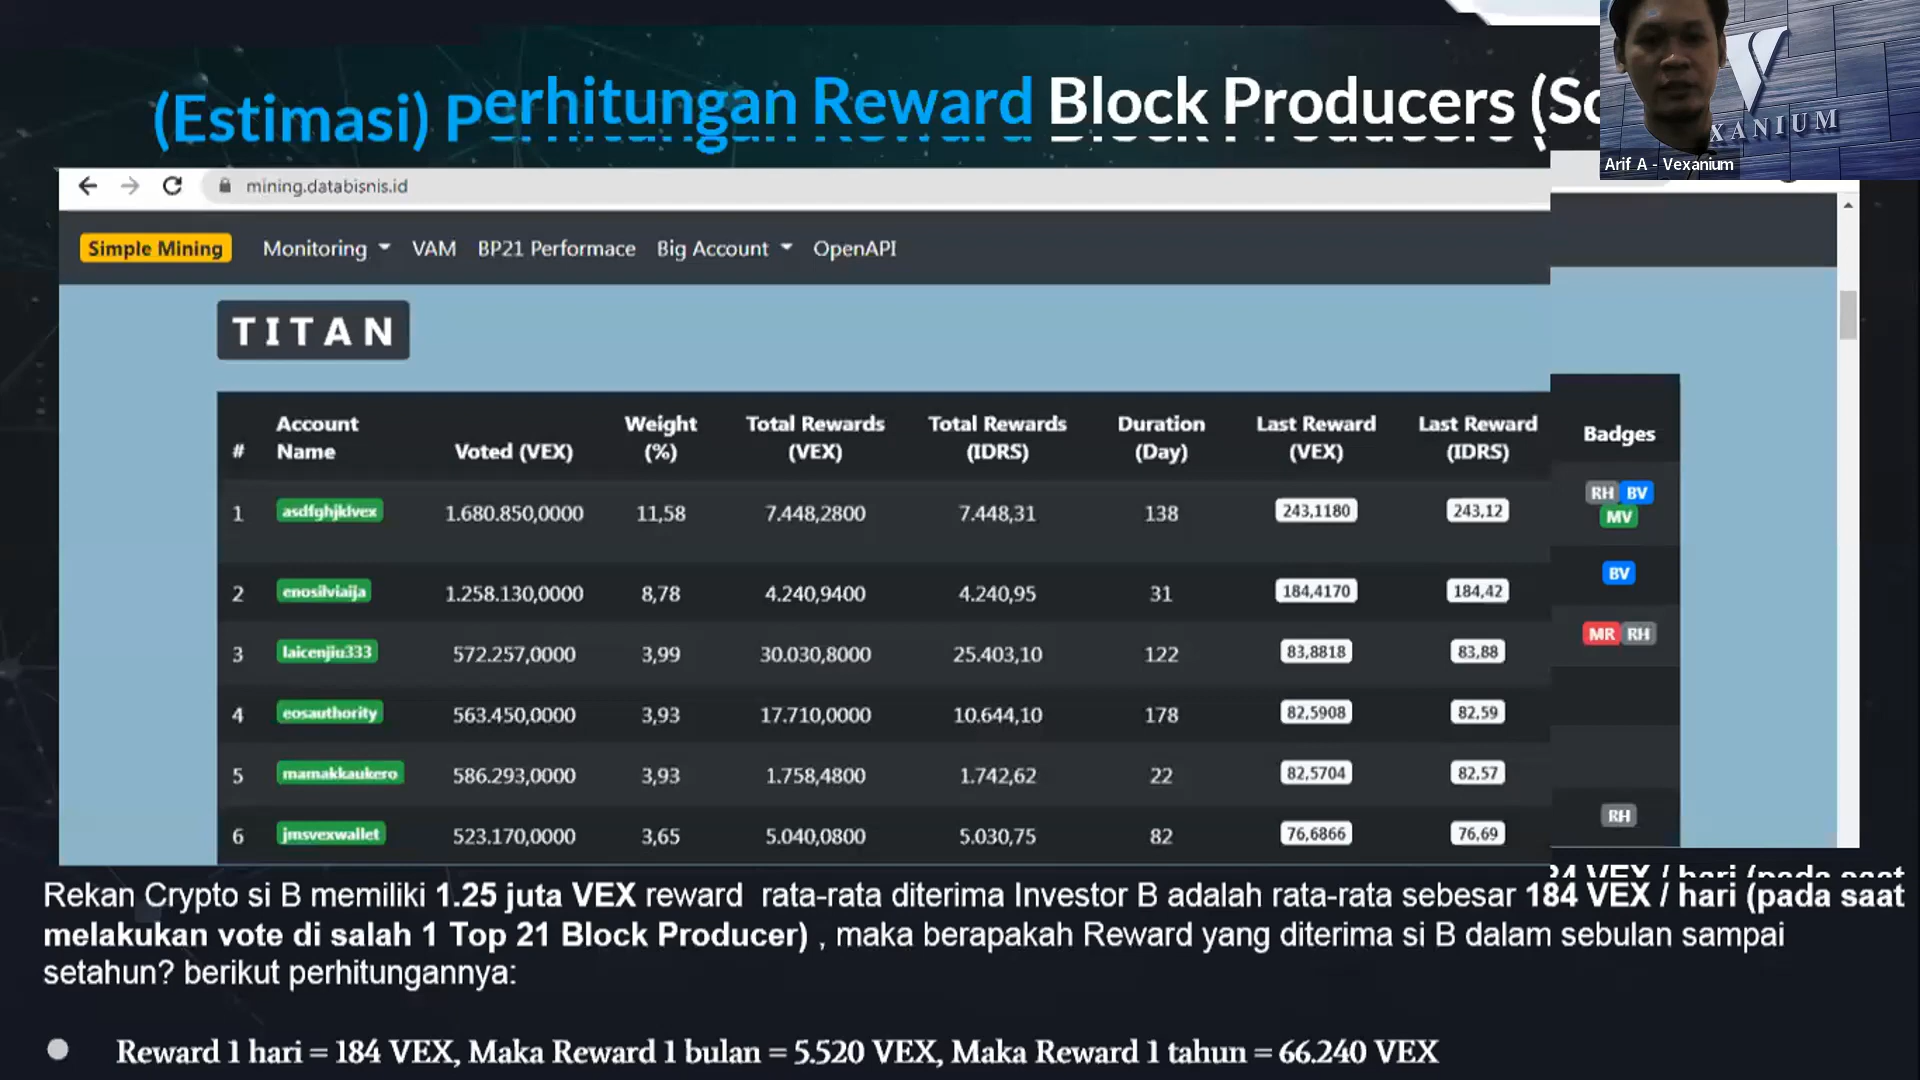 (Estimasi) Perhitungan Reward Block Producers (Sc
XANIUM
Arif A - Vexanium
mining.databisnis.id
Simple Mining Monitoring VAM BP21 Performace Big Account OpenAPI
TITAN
# Account Name Voted (VEX) Weight (%) Total Rewards (VEX) Total Rewards (IDRS) Duration (Day) Last Reward (VEX) Last Reward (IDRS) Badges
1 asdfghjklvex 1.680.850,0000 11,58 7.448,2800 7.448,31 138 243,1180 243,12 RH BV MV
2 enosilviaija 1.258.130,0000 8,78 4.240,9400 4.240,95 31 184,4170 184,42 BV
3 laicenjiu333 572.257,0000 3,99 30.030,8000 25.403,10 122 83,8818 83,88 MR RH
4 eosauthority 563.450,0000 3,93 17.710,0000 10.644,10 178 82,5908 82,59
5 mamakkaukero 586.293,0000 3,93 1.758,4800 1.742,62 22 82,5704 82,57
6 jmsvexwallet 523.170,0000 3,65 5.040,0800 5.030,75 82 76,6866 76,69 RH
Rekan Crypto si B memiliki 1.25 juta VEX reward rata-rata diterima Investor B adalah rata-rata sebesar 184 VEX / hari (pada saat
melakukan vote di salah 1 Top 21 Block Producer) , maka berapakah Reward yang diterima si B dalam sebulan sampai
setahun? berikut perhitungannya:
Reward 1 hari = 184 VEX, Maka Reward 1 bulan = 5.520 VEX, Maka Reward 1 tahun = 66.240 VEX